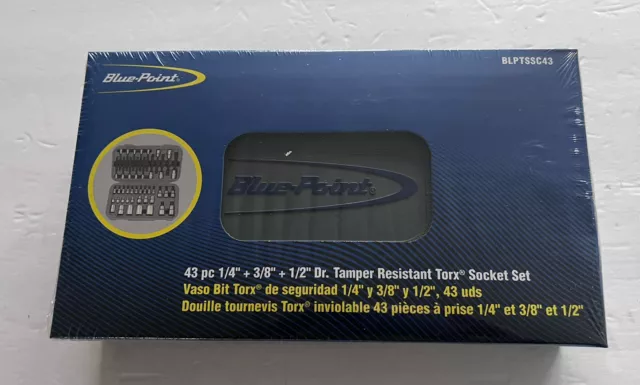 Blue-Point®
BLPTSSC43
Blue-Point®
43 pc 1/4" + 3/8" + 1/2" Dr. Tamper Resistant Torx® Socket Set
Vaso Bit Torx® de seguridad 1/4" y 3/8" y 1/2", 43 uds
Douille tournevis Torx® inviolable 43 pièces à prise 1/4" et 3/8" et 1/2"